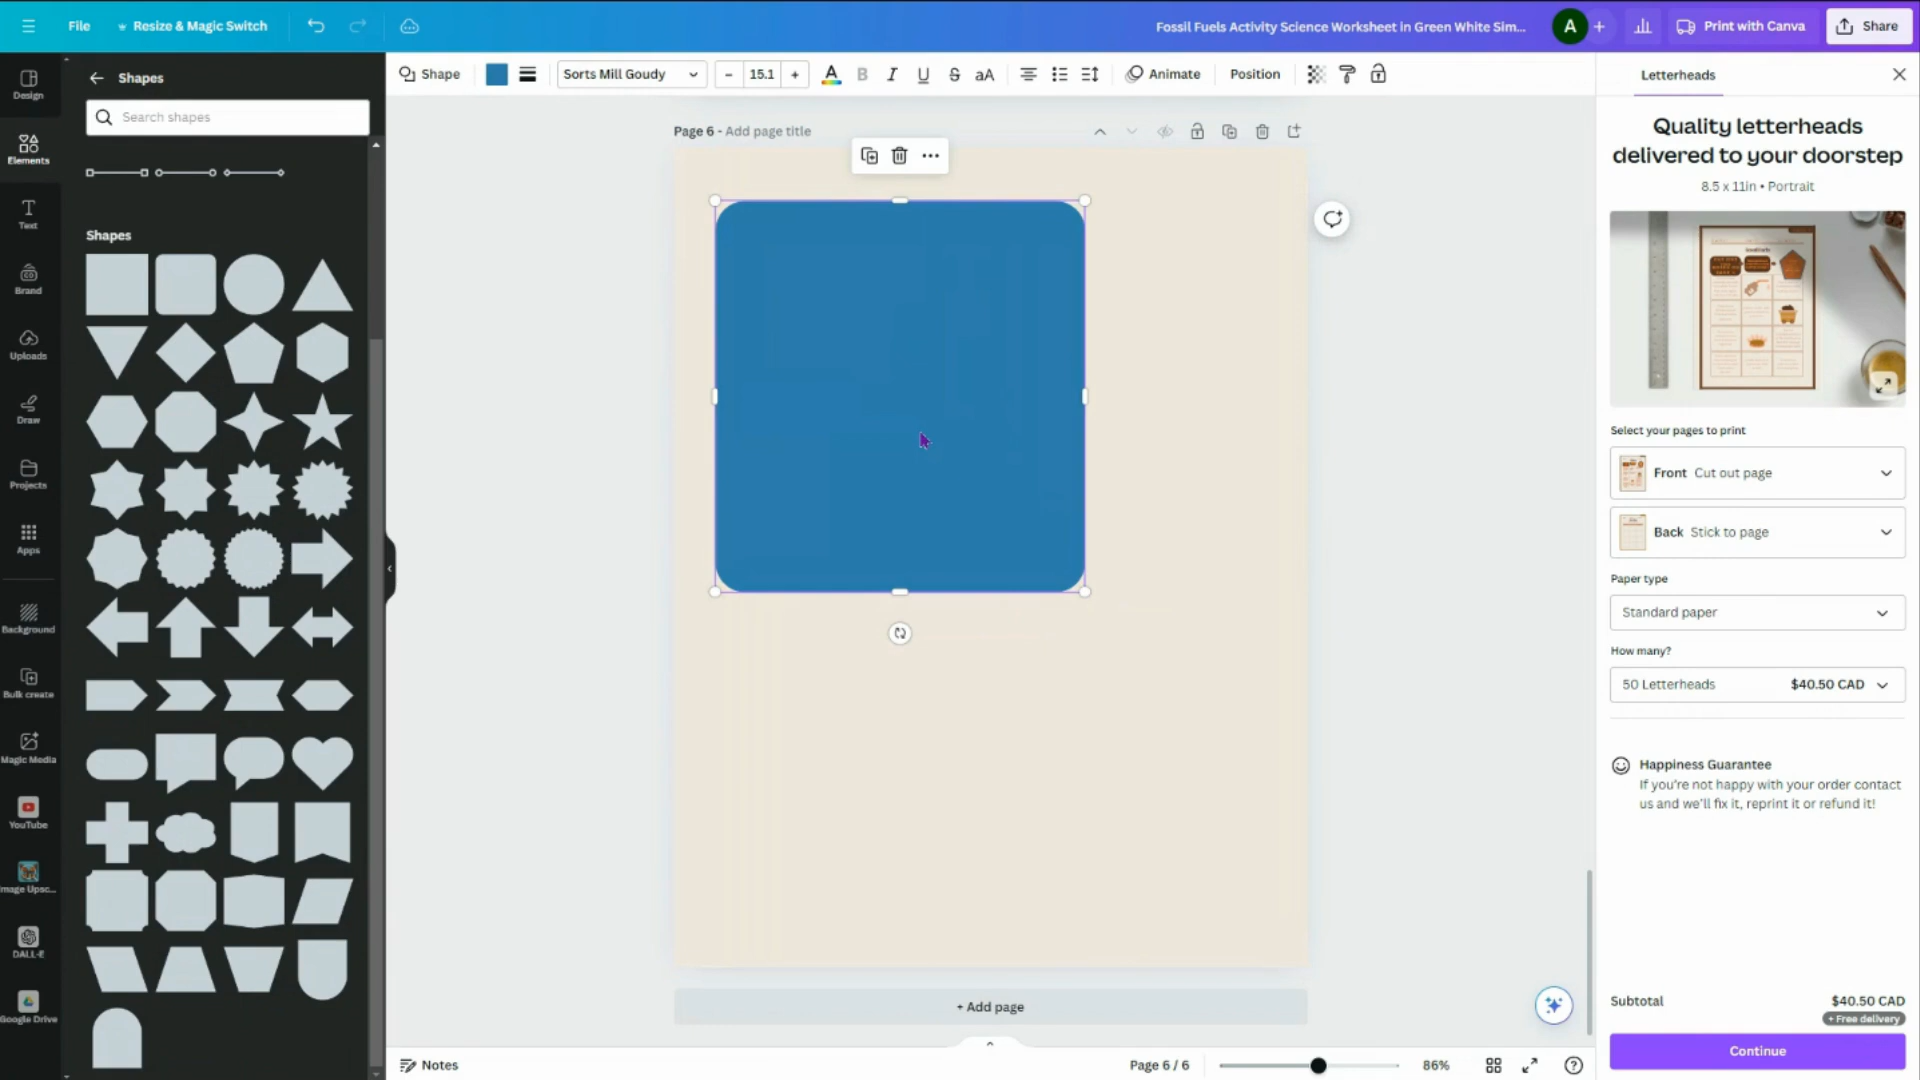 File
Resize & Magic Switch
Fossil Fuels Activity Science Worksheet in Green White Sim...
A
Print with Canva
Share
Design
Elements
Text
Brand
Uploads
Draw
Projects
Apps
Background
Bulk create
Magic Media
YouTube
Image Upsc...
DALL·E
Google Drive
Shapes
Search shapes
Shapes
Shape
Sorts Mill Goudy
– 15.1 +
A B I U S aA
Animate
Position
Page 6 - Add page title
+ Add page
Notes
Page 6 / 6
86%
Letterheads
Quality letterheads
delivered to your doorstep
8.5 x 11in • Portrait
Select your pages to print
Front Cut out page
Back Stick to page
Paper type
Standard paper
How many?
50 Letterheads $40.50 CAD
Happiness Guarantee
If you're not happy with your order contact
us and we'll fix it, reprint it or refund it!
Subtotal $40.50 CAD
+ Free delivery
Continue